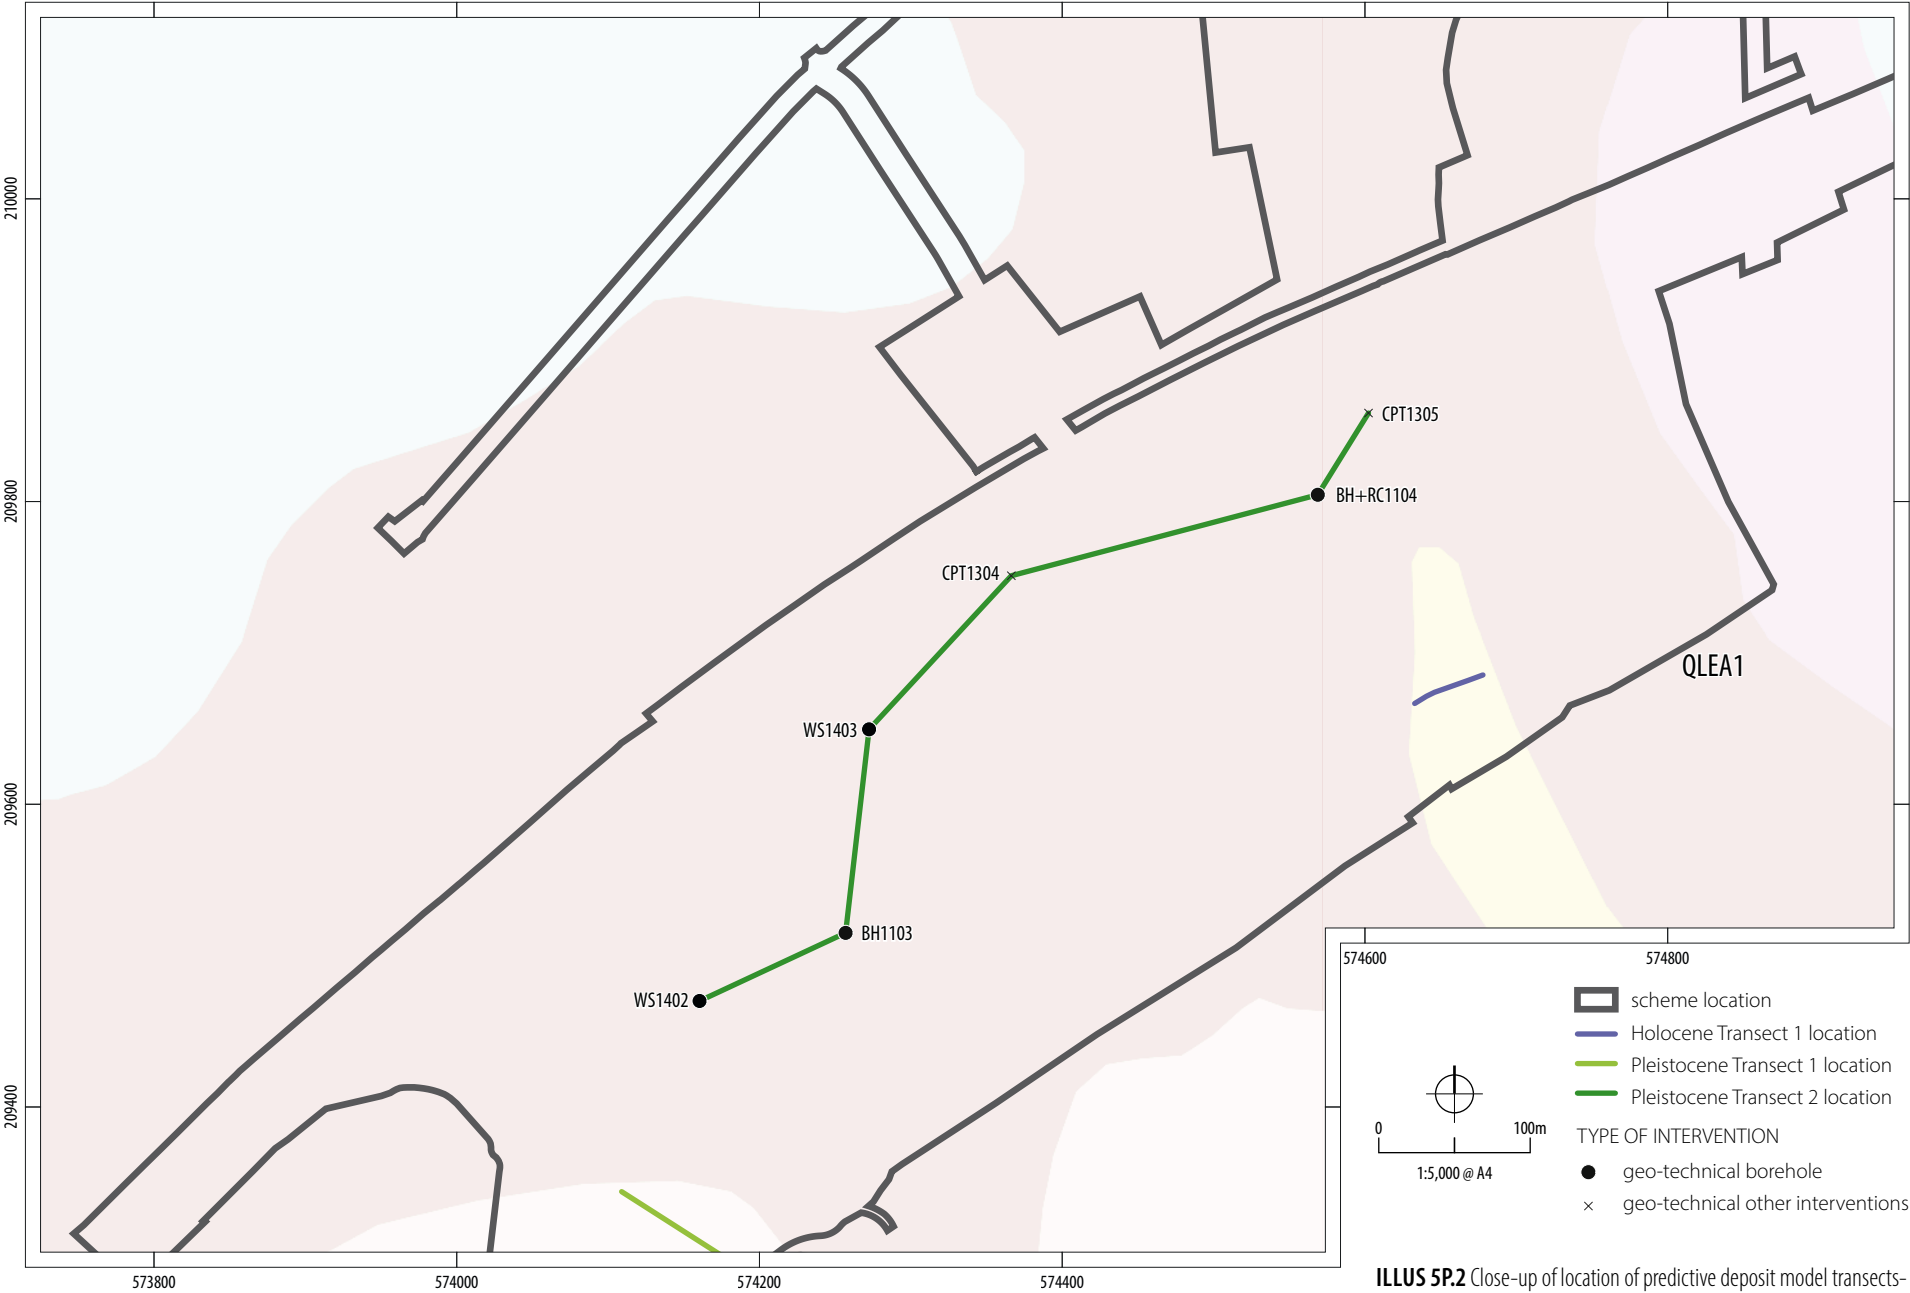 210000
209800
209600
209400
CPT1305
BH+RC1104
CPT1304
QLEA1
WS1403
BH1103
WS1402
574600
574800
scheme location
Holocene Transect 1 location
Pleistocene Transect 1 location
Pleistocene Transect 2 location
0
100m
1:5,000 @ A4
TYPE OF INTERVENTION
geo-technical borehole
geo-technical other interventions
573800
574000
574200
574400
ILLUS 5P.2 Close-up of location of predictive deposit model transects-